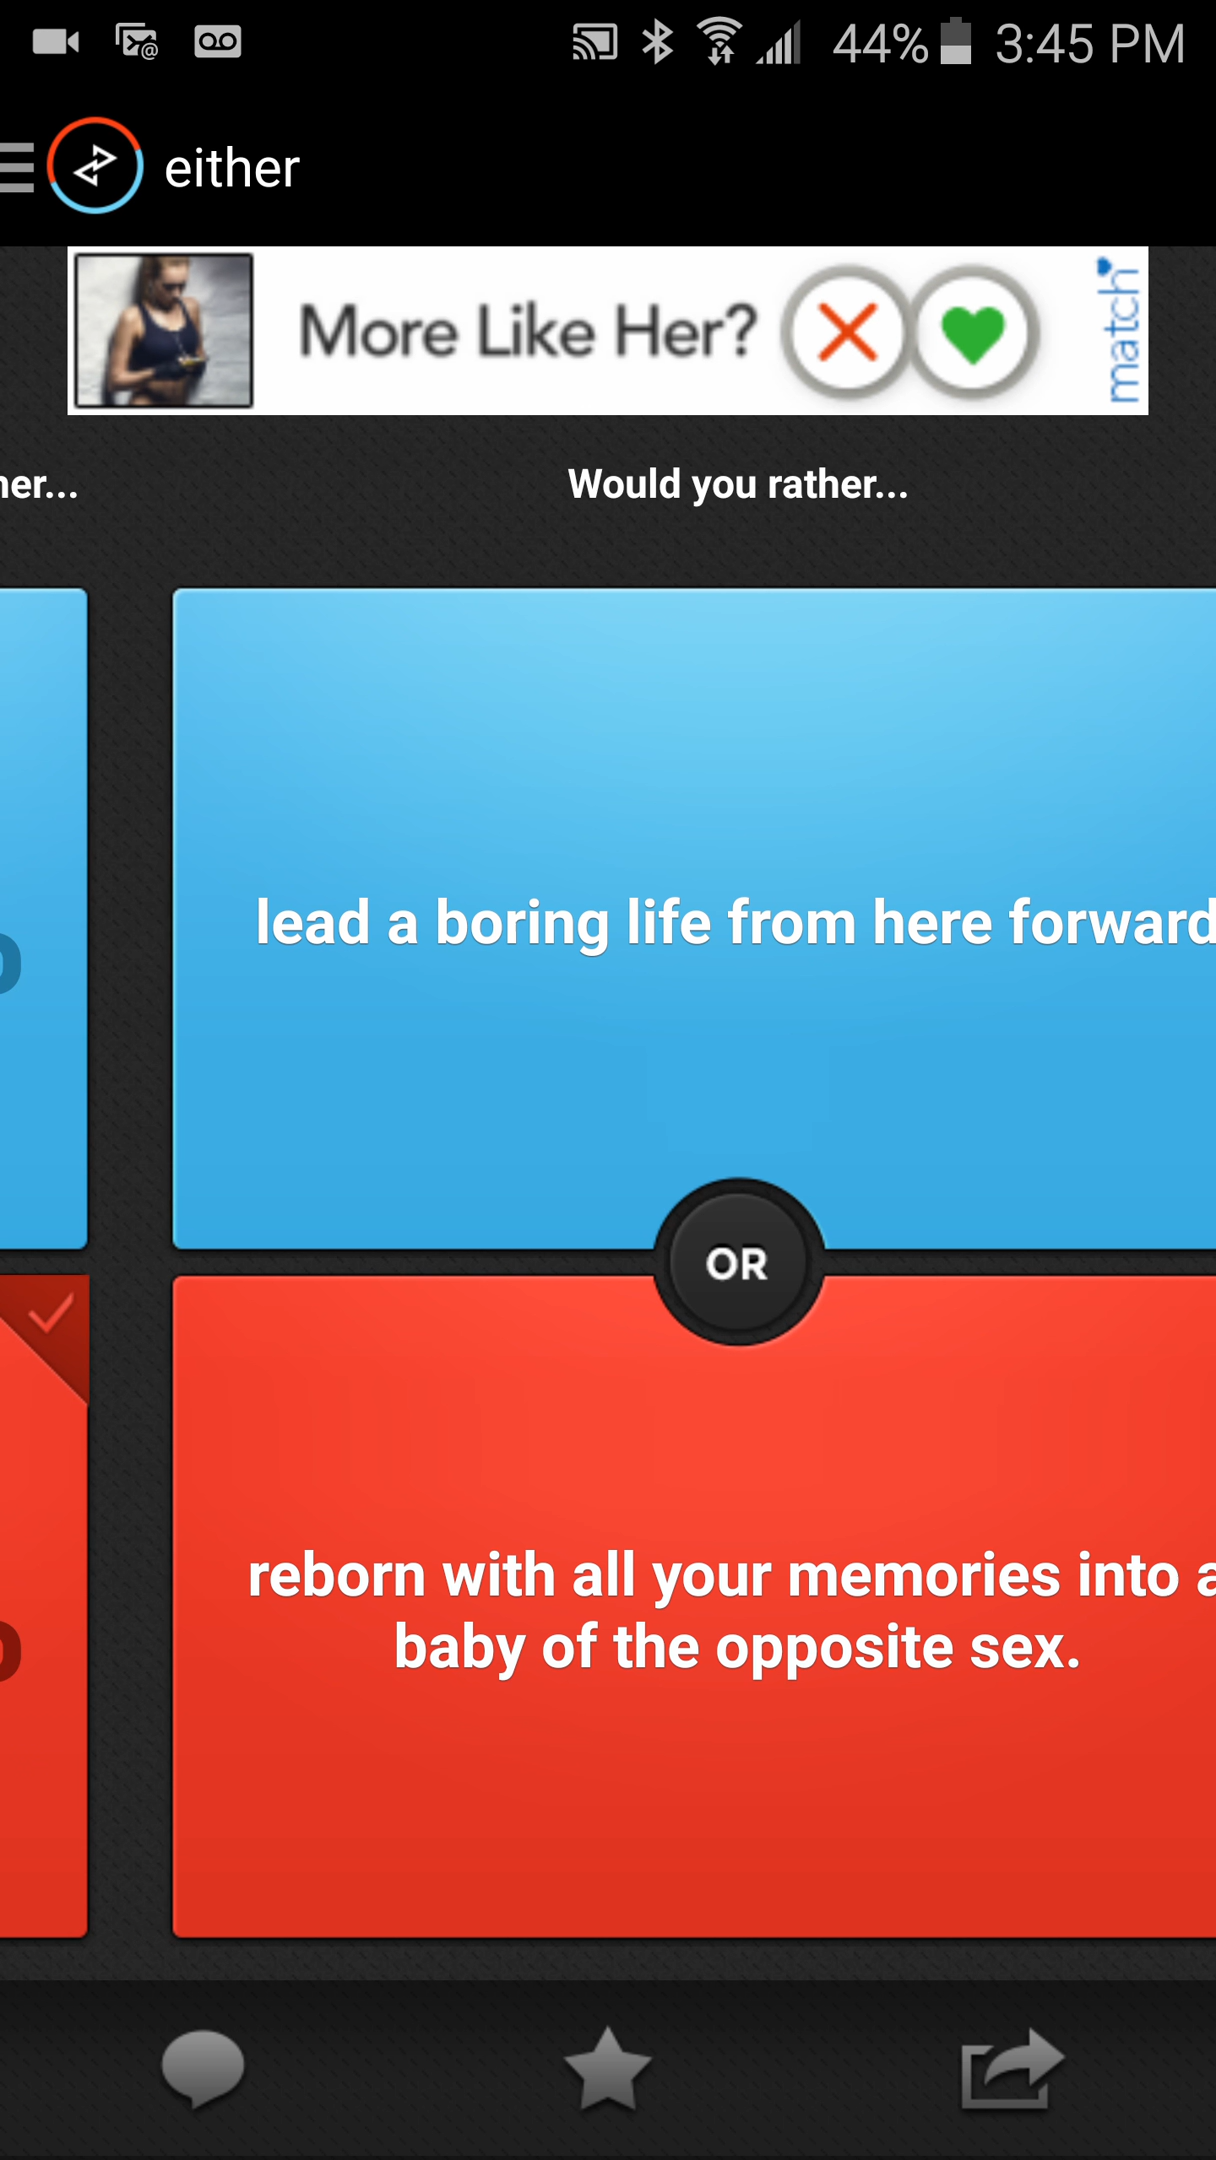 44% 3:45 PM
either
More Like Her?
match
her...
Would you rather...
lead a boring life from here forward
OR
reborn with all your memories into a
baby of the opposite sex.